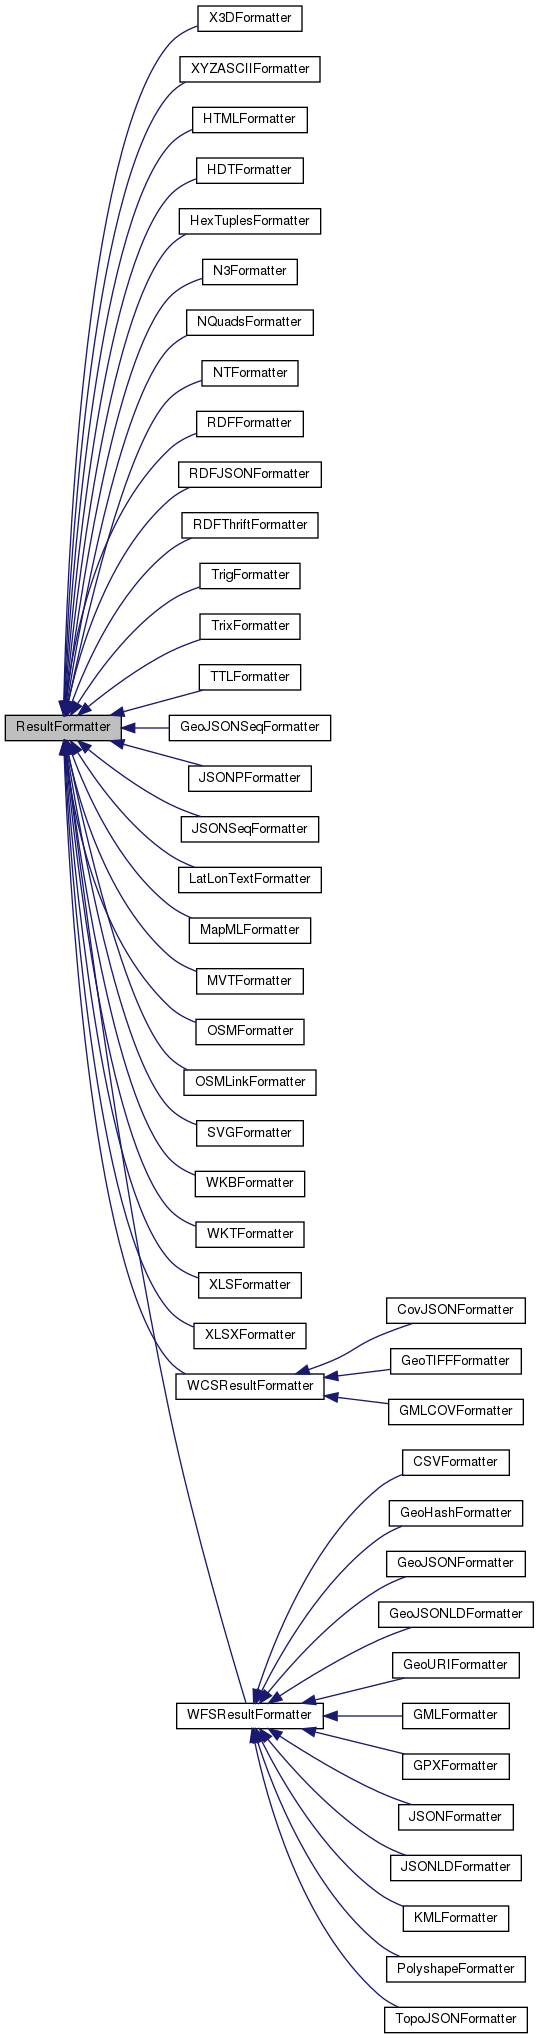 X3DFormatter
XYZASCIIFormatter
HTMLFormatter
HDTFormatter
HexTuplesFormatter
N3Formatter
NQuadsFormatter
NTFormatter
RDFFormatter
RDFJSONFormatter
RDFThriftFormatter
TrigFormatter
TrixFormatter
TTLFormatter
ResultFormatter
GeoJSONSeqFormatter
JSONPFormatter
JSONSeqFormatter
LatLonTextFormatter
MapMLFormatter
MVTFormatter
OSMFormatter
OSMLinkFormatter
SVGFormatter
WKBFormatter
WKTFormatter
XLSFormatter
XLSXFormatter
WCSResultFormatter
CovJSONFormatter
GeoTIFFFormatter
GMLCOVFormatter
CSVFormatter
GeoHashFormatter
GeoJSONFormatter
GeoJSONLDFormatter
GeoURIFormatter
WFSResultFormatter
GMLFormatter
GPXFormatter
JSONFormatter
JSONLDFormatter
KMLFormatter
PolyshapeFormatter
TopoJSONFormatter